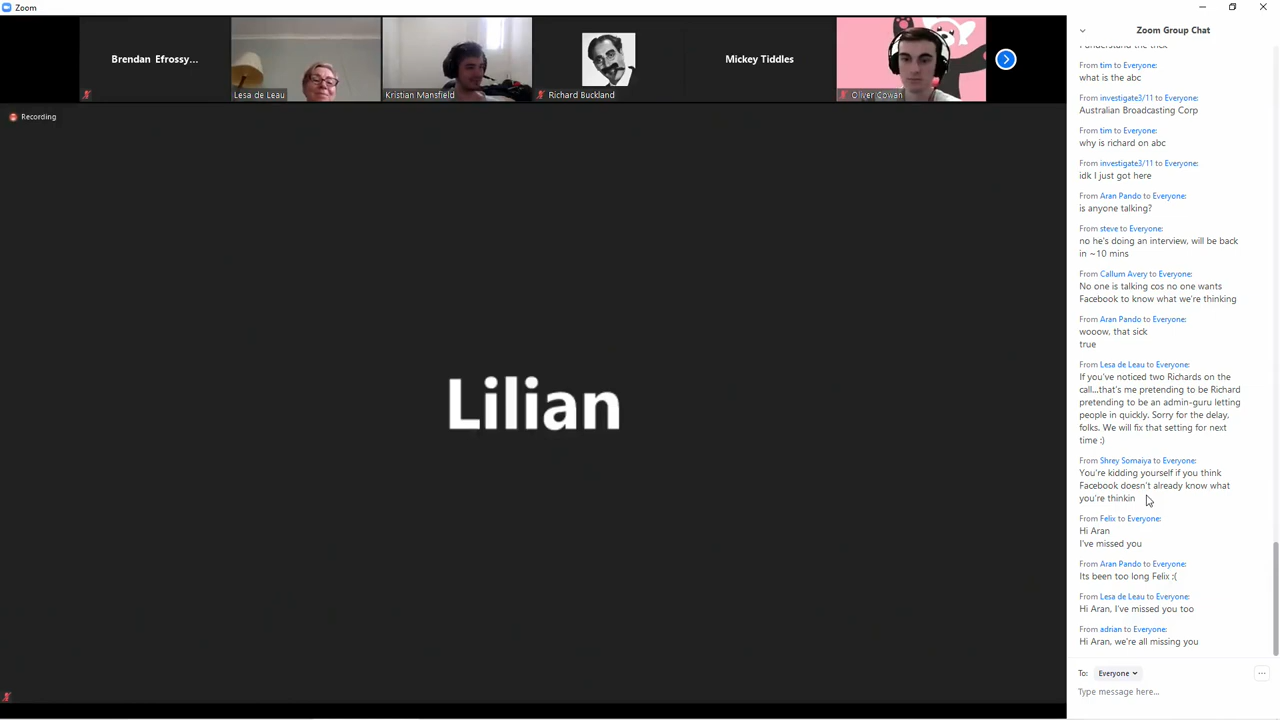 Zoom
Brendan Efrossy...
Lesa de Leau
Kristian Mansfield
Richard Buckland
Mickey Tiddles
Oliver Cowan
Recording
Lilian
Zoom Group Chat
I understand the trick
From tim to Everyone:
what is the abc
From investigate3/11 to Everyone:
Australian Broadcasting Corp
From tim to Everyone:
why is richard on abc
From investigate3/11 to Everyone:
idk I just got here
From Aran Pando to Everyone:
is anyone talking?
From steve to Everyone:
no he's doing an interview, will be back
in ~10 mins
From Callum Avery to Everyone:
No one is talking cos no one wants
Facebook to know what we're thinking
From Aran Pando to Everyone:
wooow, that sick
true
From Lesa de Leau to Everyone:
If you've noticed two Richards on the
call...that's me pretending to be Richard
pretending to be an admin-guru letting
people in quickly. Sorry for the delay,
folks. We will fix that setting for next
time :)
From Shrey Somaiya to Everyone:
You're kidding yourself if you think
Facebook doesn't already know what
you're thinkin
From Felix to Everyone:
Hi Aran
I've missed you
From Aran Pando to Everyone:
Its been too long Felix :(
From Lesa de Leau to Everyone:
Hi Aran, I've missed you too
From adrian to Everyone:
Hi Aran, we're all missing you
To: Everyone
Type message here...